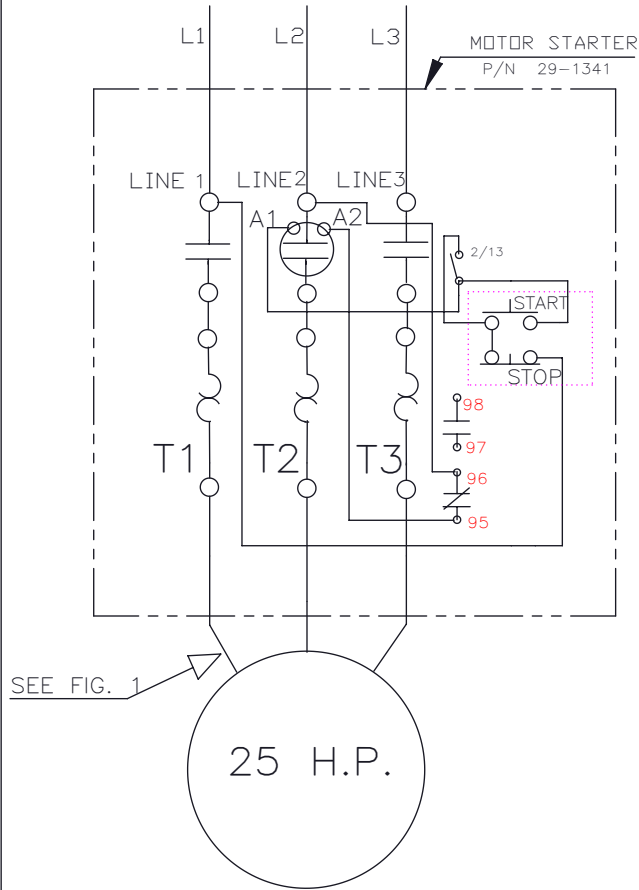 L1 L2 L3
MOTOR STARTER
P/N 29-1341
LINE 1 LINE2 LINE3
A1 A2
2/13
START
STOP
98
97
96
95
T1 T2 T3
SEE FIG. 1
25 H.P.